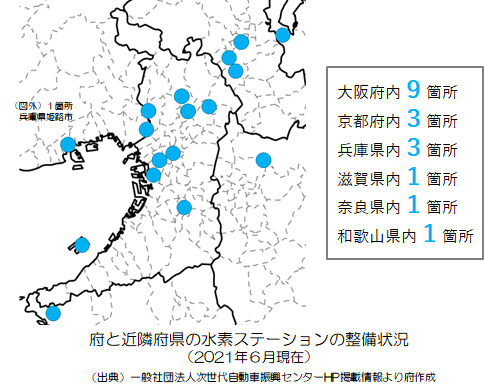 （図外）１箇所
兵庫県姫路市
大阪府内 9 箇所
京都府内 3 箇所
兵庫県内 3 箇所
滋賀県内 1 箇所
奈良県内 1 箇所
和歌山県内 1 箇所
府と近隣府県の水素ステーションの整備状況
（2021年６月現在）
（出典）一般社団法人次世代自動車振興センターHP掲載情報より府作成